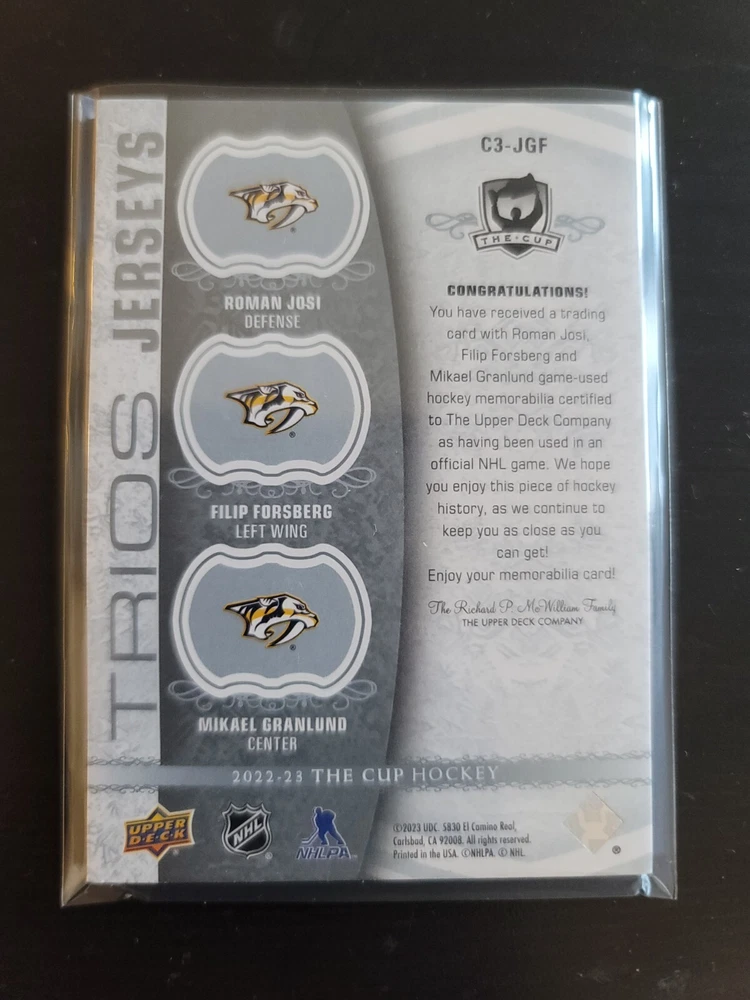 TRIOS JERSEYS
ROMAN JOSI
DEFENSE
FILIP FORSBERG
LEFT WING
MIKAEL GRANLUND
CENTER
C3-JGF
THE CUP
CONGRATULATIONS!
You have received a trading
card with Roman Josi,
Filip Forsberg and
Mikael Granlund game-used
hockey memorabilia certified
to The Upper Deck Company
as having been used in an
official NHL game. We hope
you enjoy this piece of hockey
history, as we continue to
keep you as close as you
can get!
Enjoy your memorabilia card!
The Richard P. McWilliam Family
THE UPPER DECK COMPANY
2022-23 THE CUP HOCKEY
UPPER
DECK
NHL
NHLPA
©2023 UDC. 5830 El Camino Real,
Carlsbad, CA 92008. All rights reserved.
Printed in the USA. ©NHLPA. © NHL.